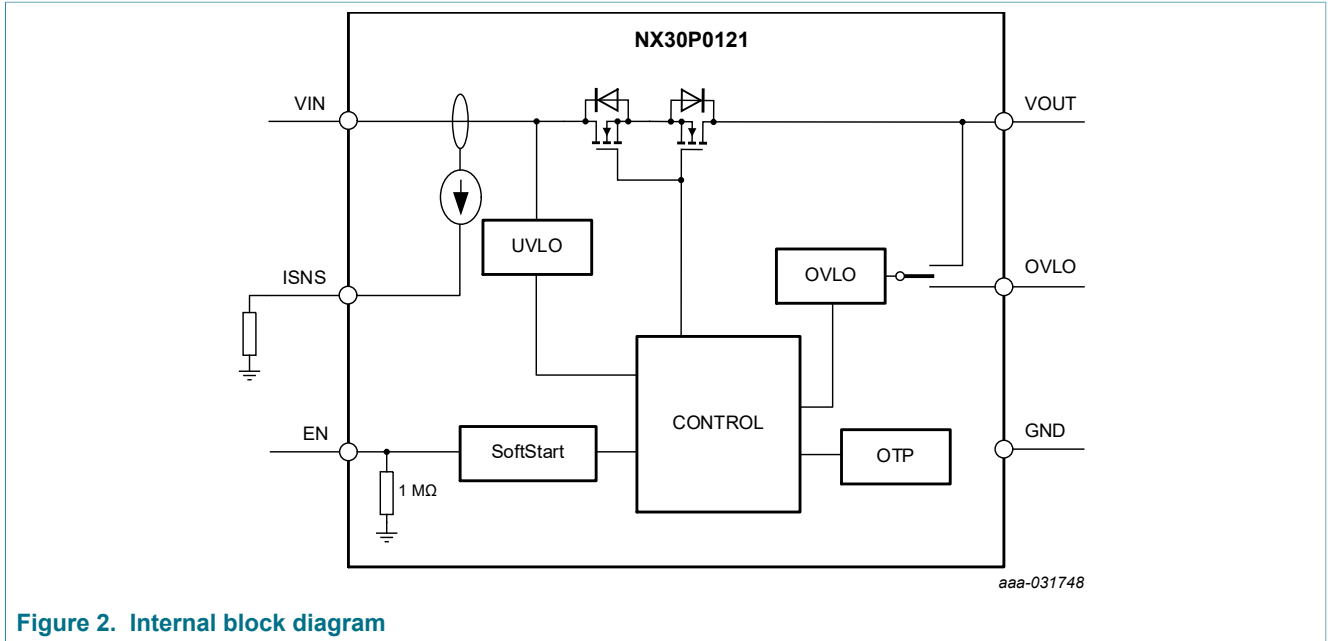 NX30P0121
VIN
VOUT
UVLO
OVLO
OVLO
ISNS
CONTROL
EN
SoftStart
OTP
GND
1 MΩ
aaa-031748
Figure 2. Internal block diagram